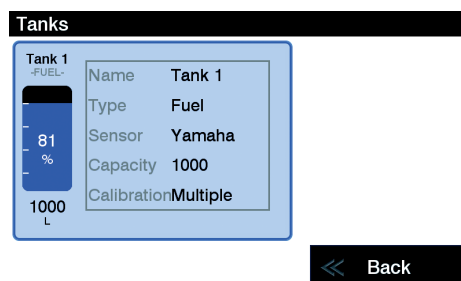 Tanks
Tank 1
-FUEL-
81
%
1000
L
Name Tank 1
Type Fuel
Sensor Yamaha
Capacity 1000
Calibration Multiple
Back